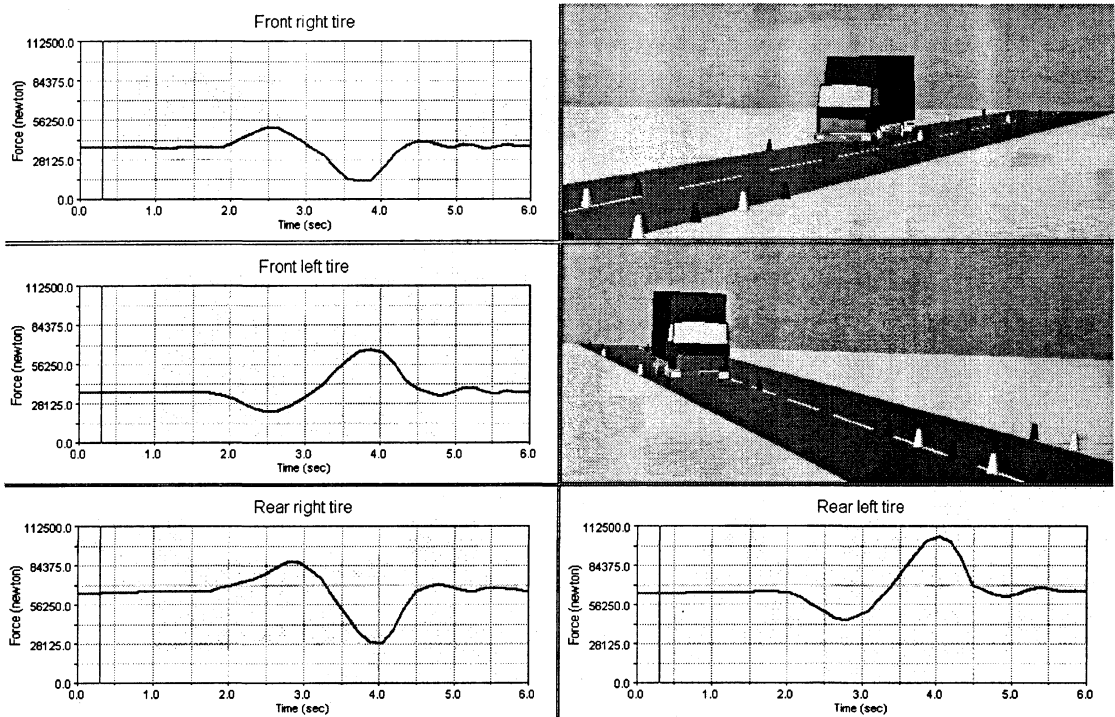 Front right tire
112500.0
84375.0
56250.0
28125.0
0.0
Force (newton)
0.0 1.0 2.0 3.0 4.0 5.0 6.0
Time (sec)
Front left tire
112500.0
84375.0
56250.0
28125.0
0.0
Force (newton)
0.0 1.0 2.0 3.0 4.0 5.0 6.0
Time (sec)
Rear right tire
112500.0
84375.0
56250.0
28125.0
0.0
Force (newton)
0.0 1.0 2.0 3.0 4.0 5.0 6.0
Time (sec)
Rear left tire
112500.0
84375.0
56250.0
28125.0
0.0
Force (newton)
0.0 1.0 2.0 3.0 4.0 5.0 6.0
Time (sec)